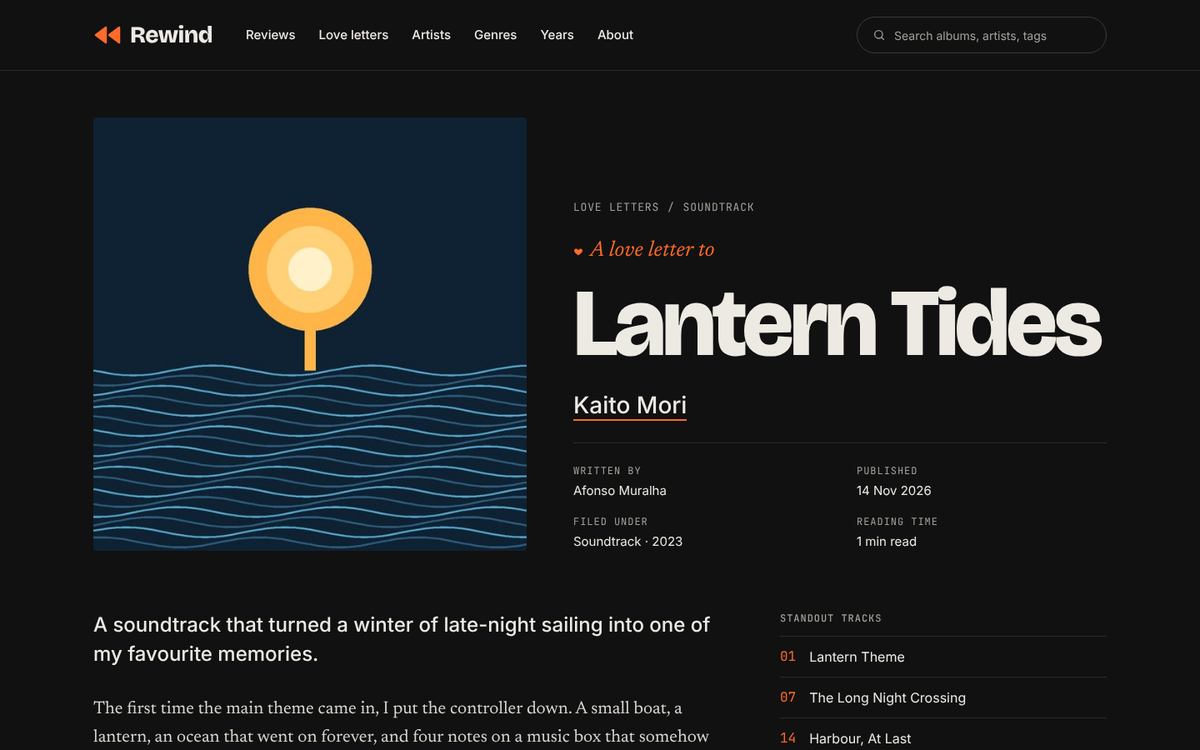 Rewind
Reviews Love letters Artists Genres Years About
Search albums, artists, tags
LOVE LETTERS / SOUNDTRACK
A love letter to
Lantern Tides
Kaito Mori
WRITTEN BY
Afonso Muralha
PUBLISHED
14 Nov 2026
FILED UNDER
Soundtrack · 2023
READING TIME
1 min read
A soundtrack that turned a winter of late-night sailing into one of
my favourite memories.
The first time the main theme came in, I put the controller down. A small boat, a
lantern, an ocean that went on forever, and four notes on a music box that somehow
STANDOUT TRACKS
01 Lantern Theme
07 The Long Night Crossing
14 Harbour, At Last